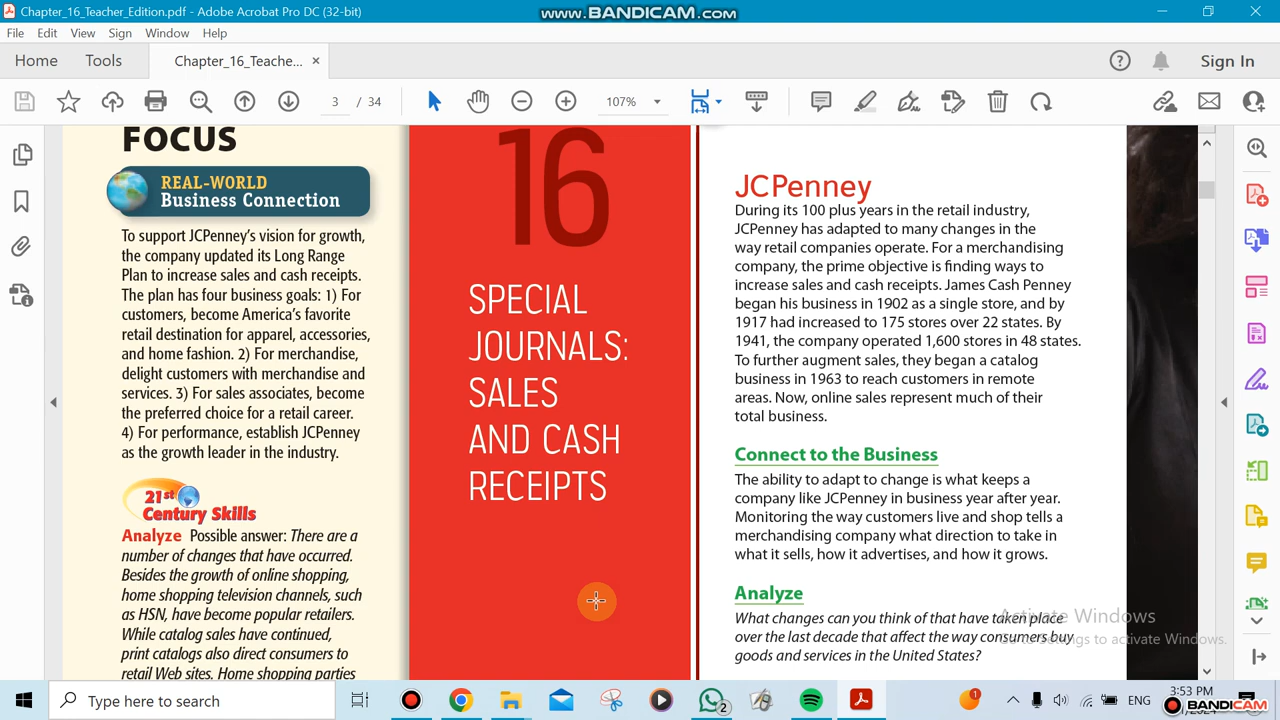 Chapter_16_Teacher_Edition.pdf - Adobe Acrobat Pro DC (32-bit)
www.BANDICAM.com
File Edit View Sign Window Help
Home Tools Chapter_16_Teache... × Sign In
3 / 34 107%
FOCUS
REAL-WORLD
Business Connection
To support JCPenney's vision for growth,
the company updated its Long Range
Plan to increase sales and cash receipts.
The plan has four business goals: 1) For
customers, become America's favorite
retail destination for apparel, accessories,
and home fashion. 2) For merchandise,
delight customers with merchandise and
services. 3) For sales associates, become
the preferred choice for a retail career.
4) For performance, establish JCPenney
as the growth leader in the industry.
21st
Century Skills
Analyze Possible answer: There are a
number of changes that have occurred.
Besides the growth of online shopping,
home shopping television channels, such
as HSN, have become popular retailers.
While catalog sales have continued,
print catalogs also direct consumers to
retail Web sites. Home shopping parties
16
SPECIAL
JOURNALS:
SALES
AND CASH
RECEIPTS
JCPenney
During its 100 plus years in the retail industry,
JCPenney has adapted to many changes in the
way retail companies operate. For a merchandising
company, the prime objective is finding ways to
increase sales and cash receipts. James Cash Penney
began his business in 1902 as a single store, and by
1917 had increased to 175 stores over 22 states. By
1941, the company operated 1,600 stores in 48 states.
To further augment sales, they began a catalog
business in 1963 to reach customers in remote
areas. Now, online sales represent much of their
total business.
Connect to the Business
The ability to adapt to change is what keeps a
company like JCPenney in business year after year.
Monitoring the way customers live and shop tells a
merchandising company what direction to take in
what it sells, how it advertises, and how it grows.
Analyze
What changes can you think of that have taken place
over the last decade that affect the way consumers buy
goods and services in the United States?
Activate Windows
to activate Windows.
Type here to search
2
1
ENG
3:53 PM
BANDICAM